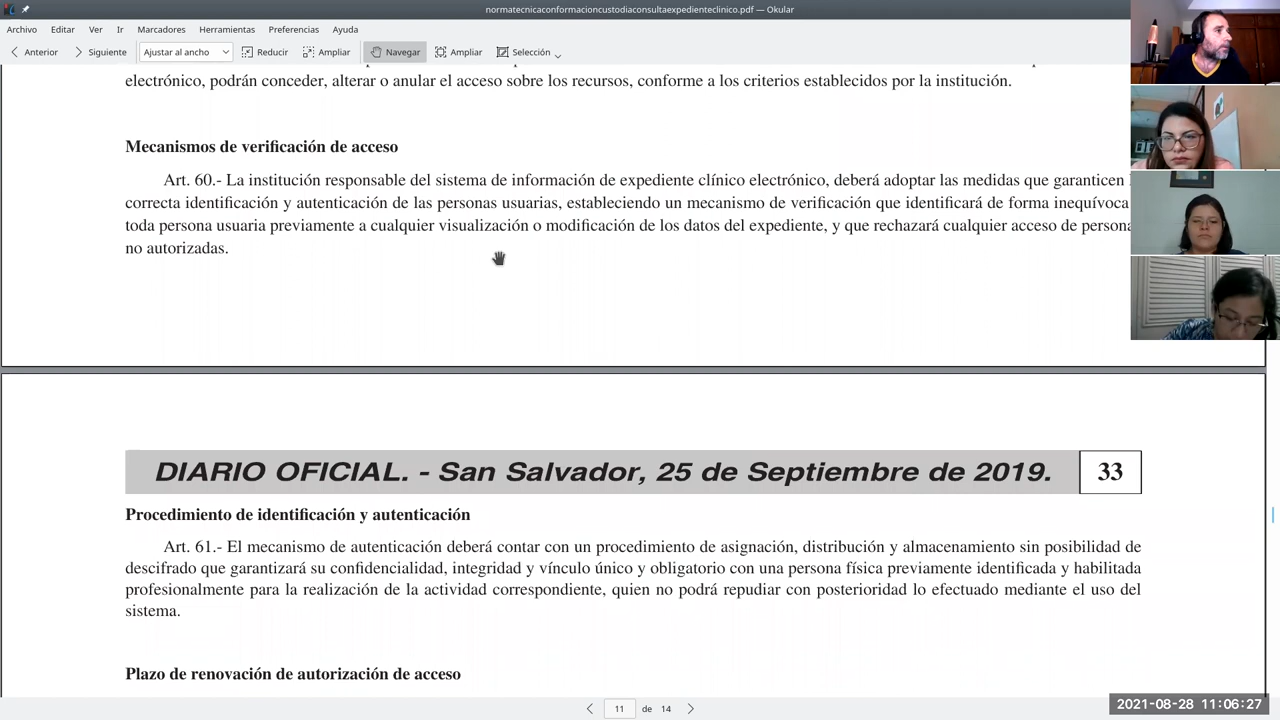 normatecnicaconformacioncustodiaconsultaexpedienteclinico.pdf — Okular
Archivo Editar Ver Ir Marcadores Herramientas Preferencias Ayuda
Anterior Siguiente Ajustar al ancho Reducir Ampliar Navegar Ampliar Selección
electrónico, podrán conceder, alterar o anular el acceso sobre los recursos, conforme a los criterios establecidos por la institución.
Mecanismos de verificación de acceso
Art. 60.- La institución responsable del sistema de información de expediente clínico electrónico, deberá adoptar las medidas que garanticen
correcta identificación y autenticación de las personas usuarias, estableciendo un mecanismo de verificación que identificará de forma inequívoca
toda persona usuaria previamente a cualquier visualización o modificación de los datos del expediente, y que rechazará cualquier acceso de persona
no autorizadas.
DIARIO OFICIAL. - San Salvador, 25 de Septiembre de 2019. 33
Procedimiento de identificación y autenticación
Art. 61.- El mecanismo de autenticación deberá contar con un procedimiento de asignación, distribución y almacenamiento sin posibilidad de
descifrado que garantizará su confidencialidad, integridad y vínculo único y obligatorio con una persona física previamente identificada y habilitada
profesionalmente para la realización de la actividad correspondiente, quien no podrá repudiar con posterioridad lo efectuado mediante el uso del
sistema.
Plazo de renovación de autorización de acceso
11 de 14
2021-08-28 11:06:27